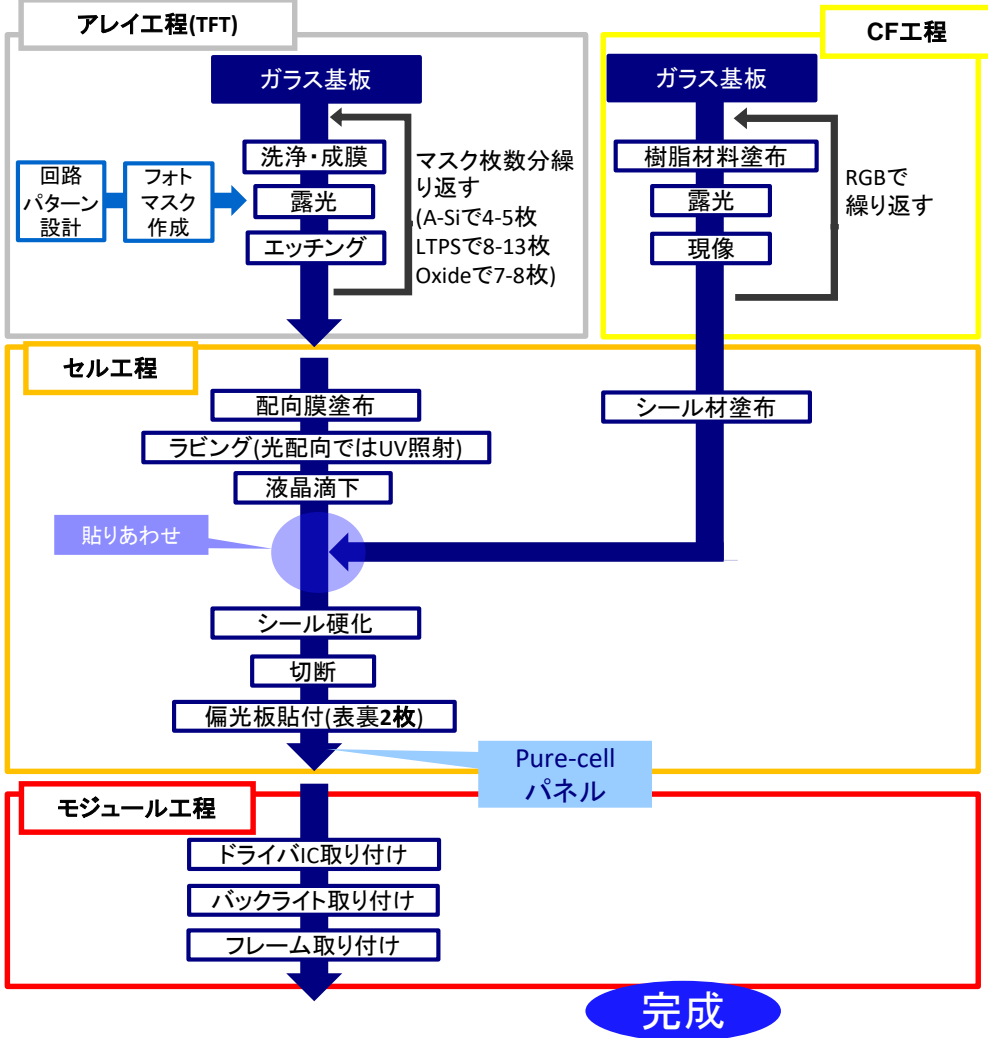 アレイ工程(TFT)
CF工程
ガラス基板
ガラス基板
洗浄・成膜
露光
エッチング
回路
パターン
設計
フォト
マスク
作成
マスク枚数分繰
り返す
(A-Siで4-5枚
LTPSで8-13枚
Oxideで7-8枚)
樹脂材料塗布
露光
現像
RGBで
繰り返す
セル工程
配向膜塗布
シール材塗布
ラビング(光配向ではUV照射)
液晶滴下
貼りあわせ
シール硬化
切断
偏光板貼付(表裏2枚)
Pure-cell
パネル
モジュール工程
ドライバIC取り付け
バックライト取り付け
フレーム取り付け
完成